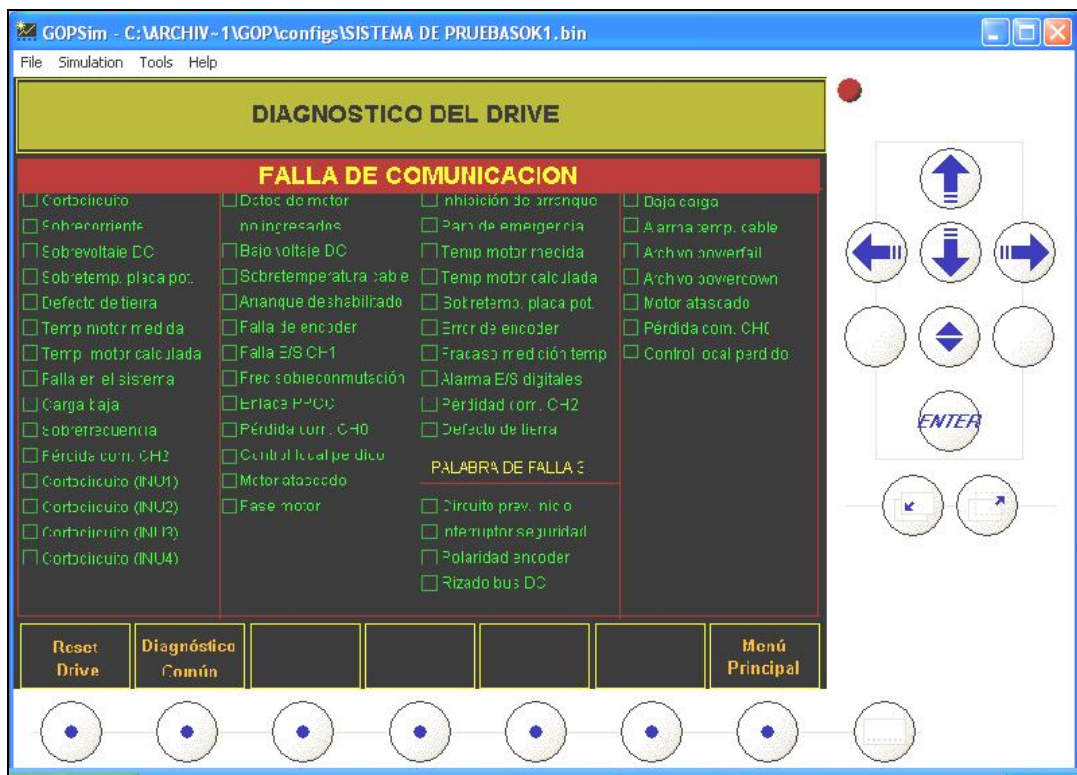 GOPSim - C:\ARCHIV~1\GOP\configs\SISTEMA DE PRUEBASOK1.bin
File Simulation Tools Help
DIAGNOSTICO DEL DRIVE
FALLA DE COMUNICACION
Cortocircuito
Sobrecorriente
Sobrevoltaje DC
Sobretemp. placa pot.
Defecto de tierra
Temp motor medida
Temp motor calculada
Falla en el sistema
Carga baja
Sobrefrecuencia
Pérdida com. CH2
Cortocircuito (INU1)
Cortocircuito (INU2)
Cortocircuito (INU3)
Cortocircuito (INU4)
Datos de motor
no ingresados
Bajo voltaje DC
Sobretemperatura cable
Arranque deshabilitado
Falla de encoder
Falla E/S CH1
Frec sobreconmutación
Enlace PPCC
Pérdida com. CH0
Control local perdido
Motor atascado
Fase motor
Inhibición de arranque
Paro de emergencia
Temp motor medida
Temp motor calculada
Sobretemp. placa pot.
Error de encoder
Fracaso medición temp
Alarma E/S digitales
Pérdidad com. CH2
Defecto de tierra
PALABRA DE FALLA 3
Circuito prev. inicio
Interruptor seguridad
Polaridad encoder
Rizado bus DC
Baja carga
Alarma temp. cable
Archivo powerfail
Archivo powerdown
Motor atascado
Pérdida com. CH0
Control local perdido
Reset
Drive
Diagnóstico
Común
Menú
Principal
ENTER